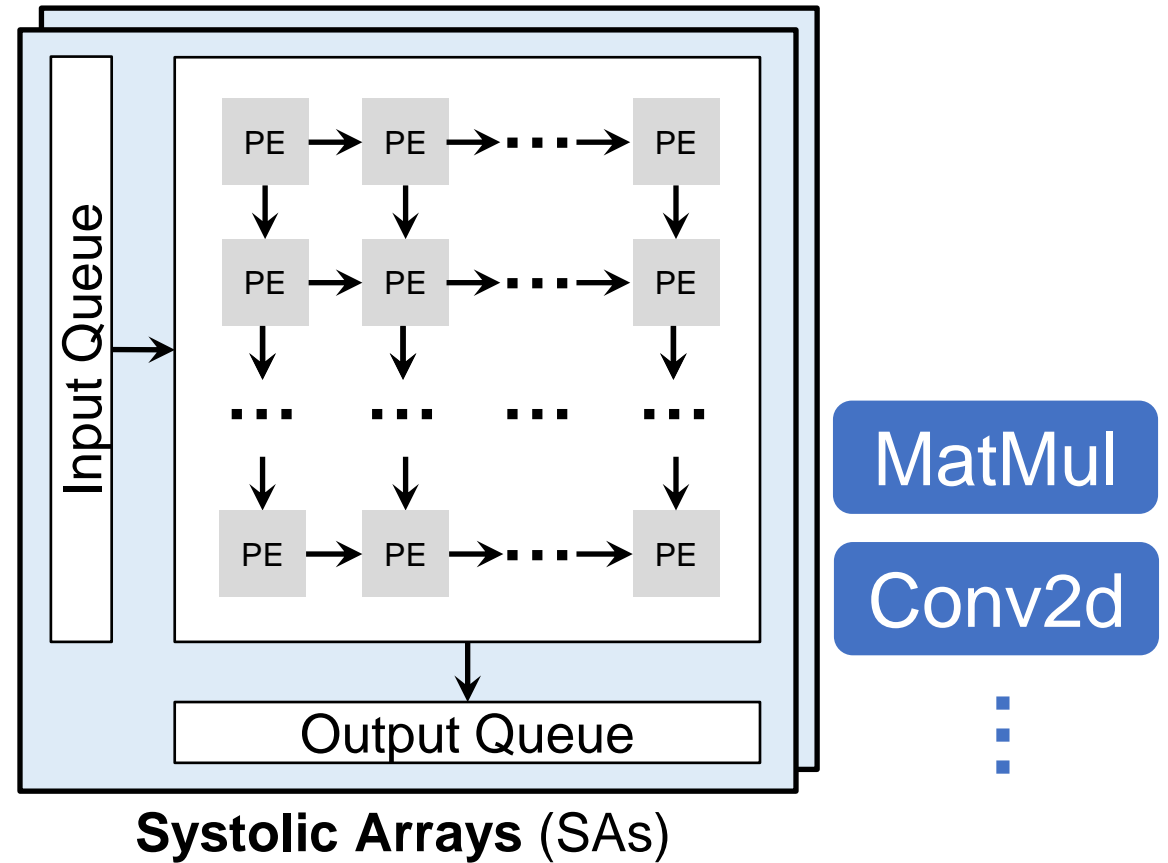 Input Queue
PE PE ... PE
PE PE ... PE
... ... ... ...
PE PE ... PE
Output Queue
Systolic Arrays (SAs)
MatMul
Conv2d